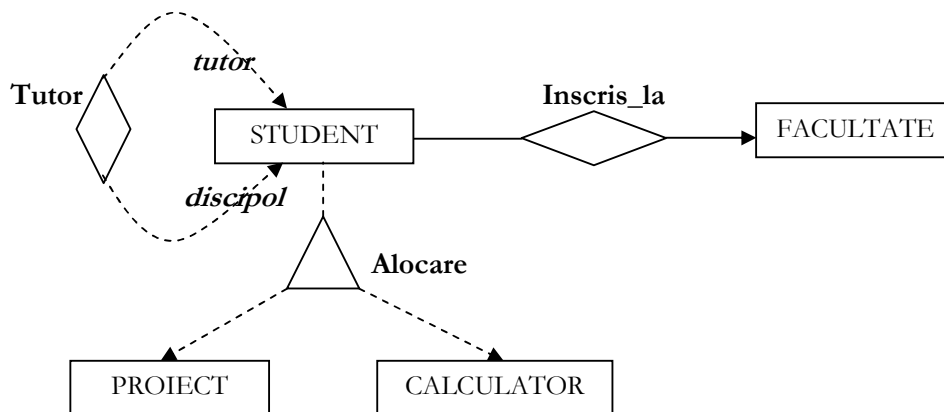 tutor
Tutor
Inscris_la
STUDENT
FACULTATE
discipol
Alocare
PROIECT
CALCULATOR